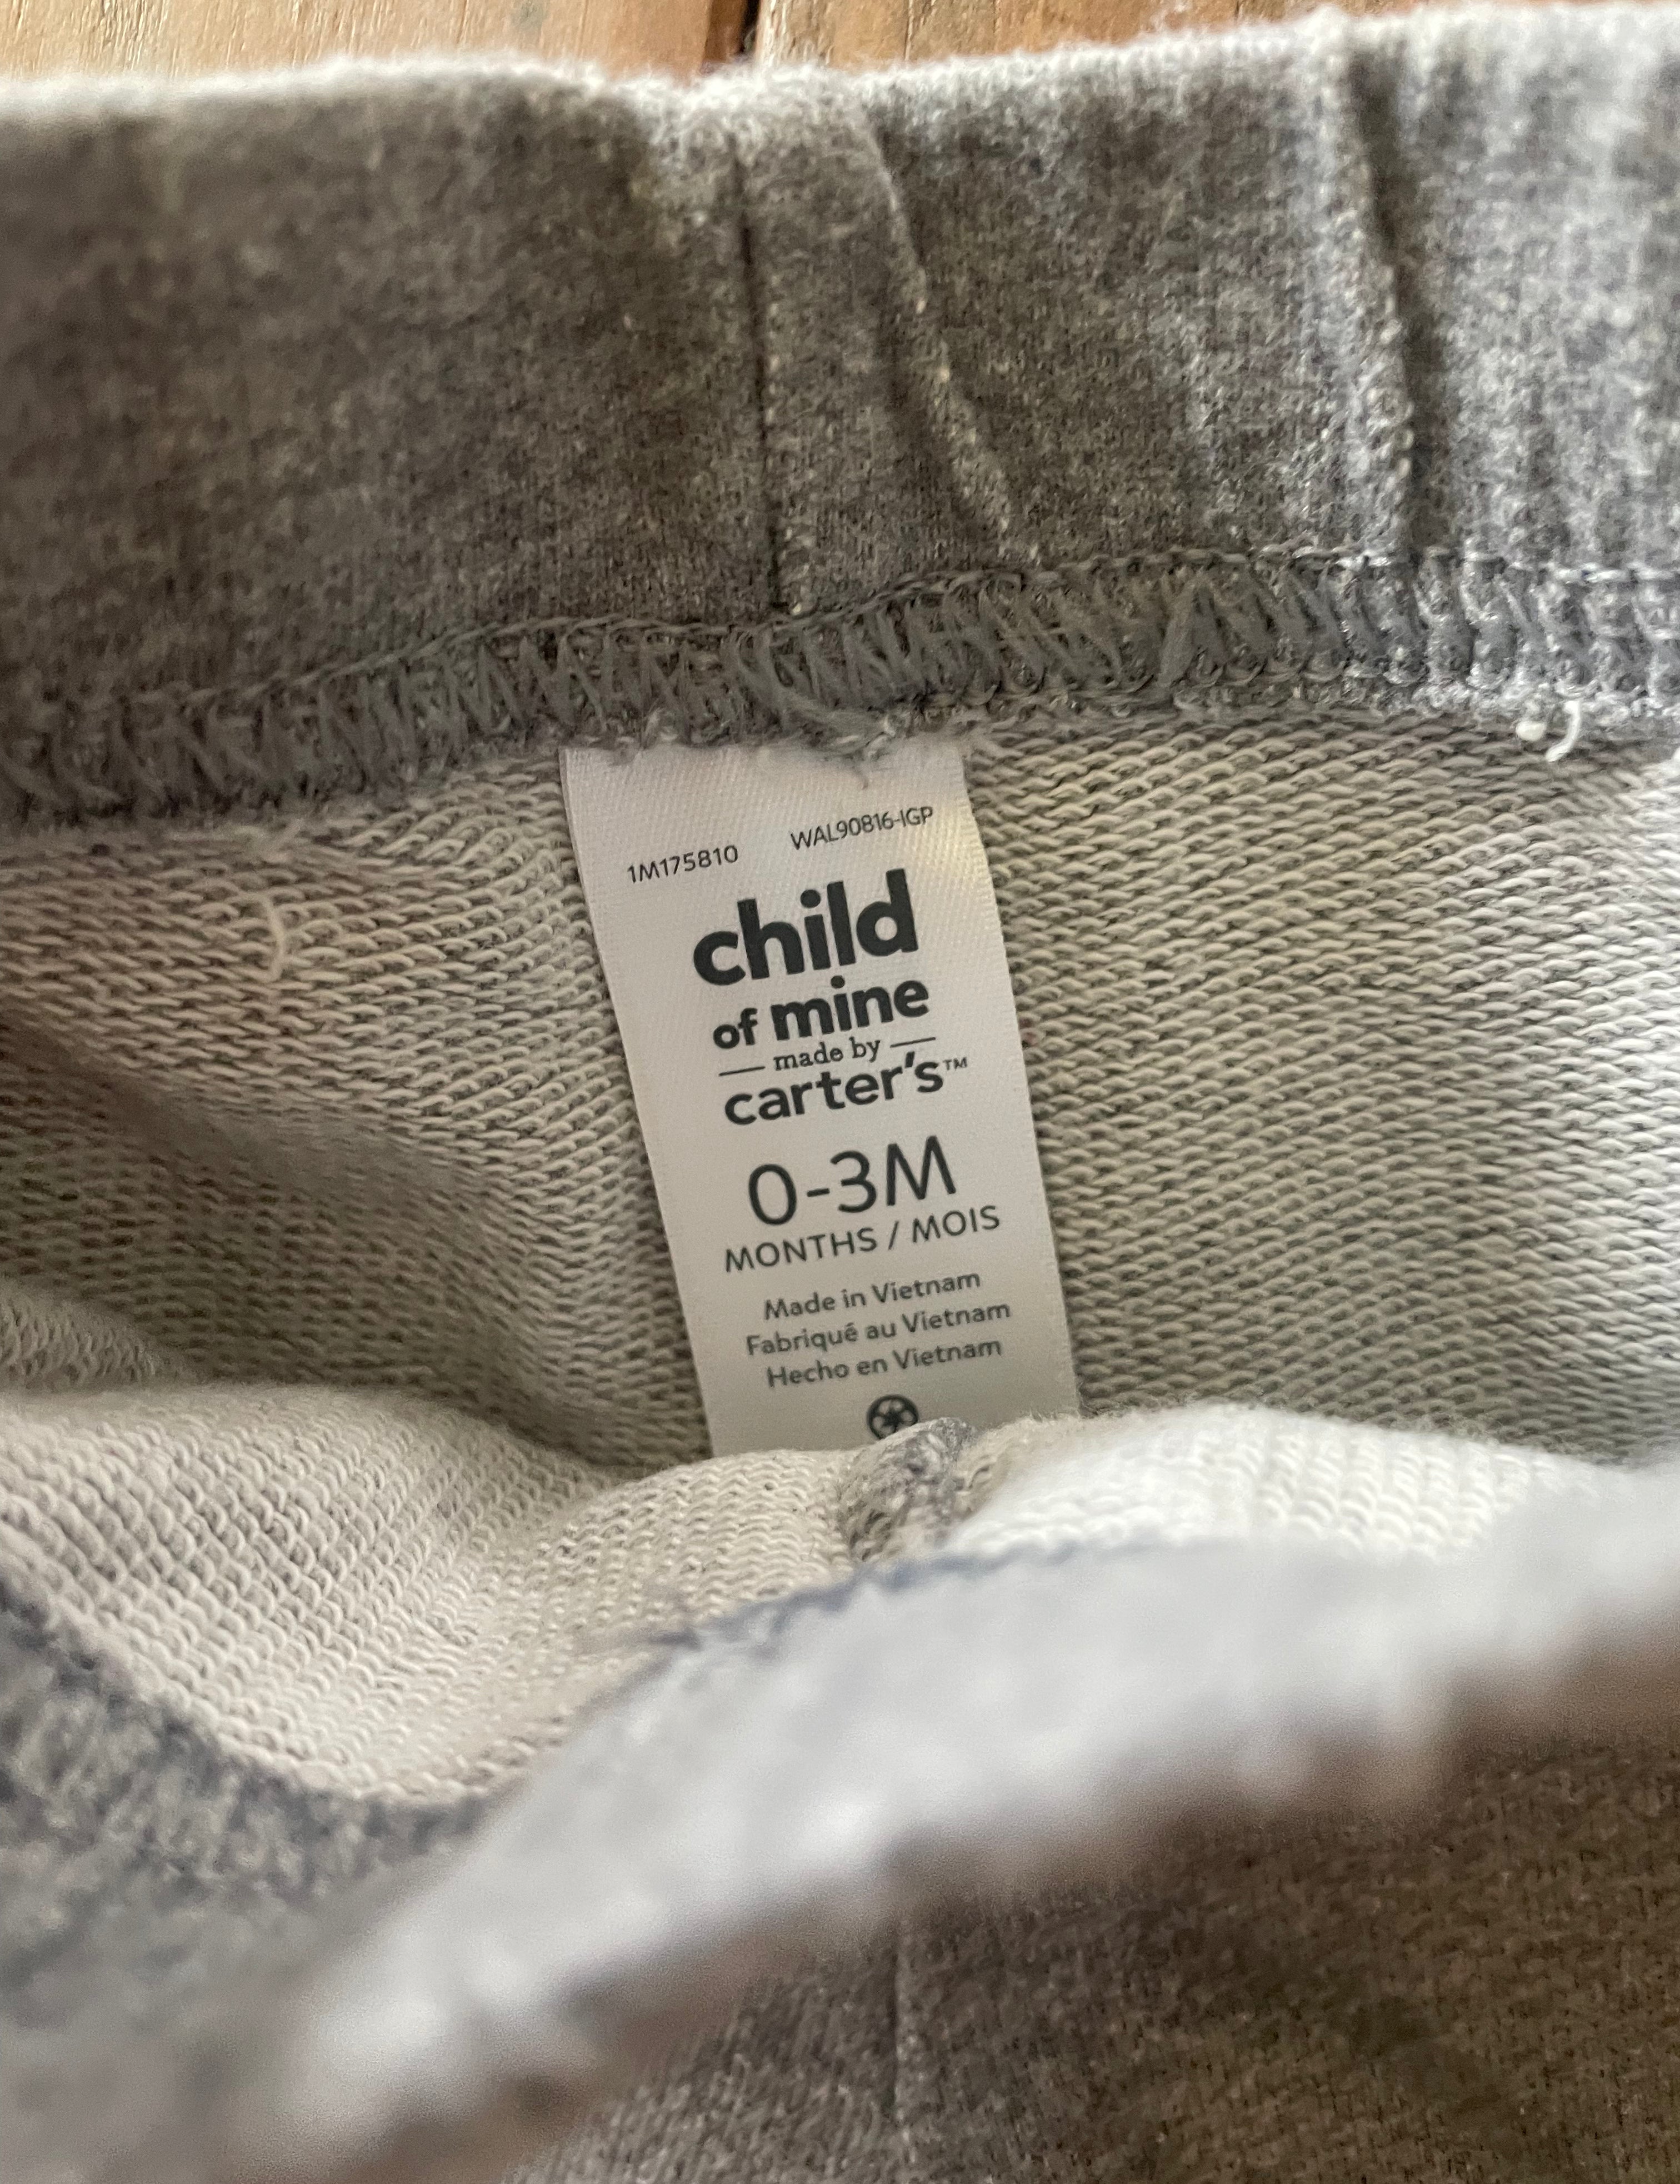 1M175810 WAL90816-IGP
child
of mine
made by
carter's™
0-3M
MONTHS / MOIS
Made in Vietnam
Fabriqué au Vietnam
Hecho en Vietnam